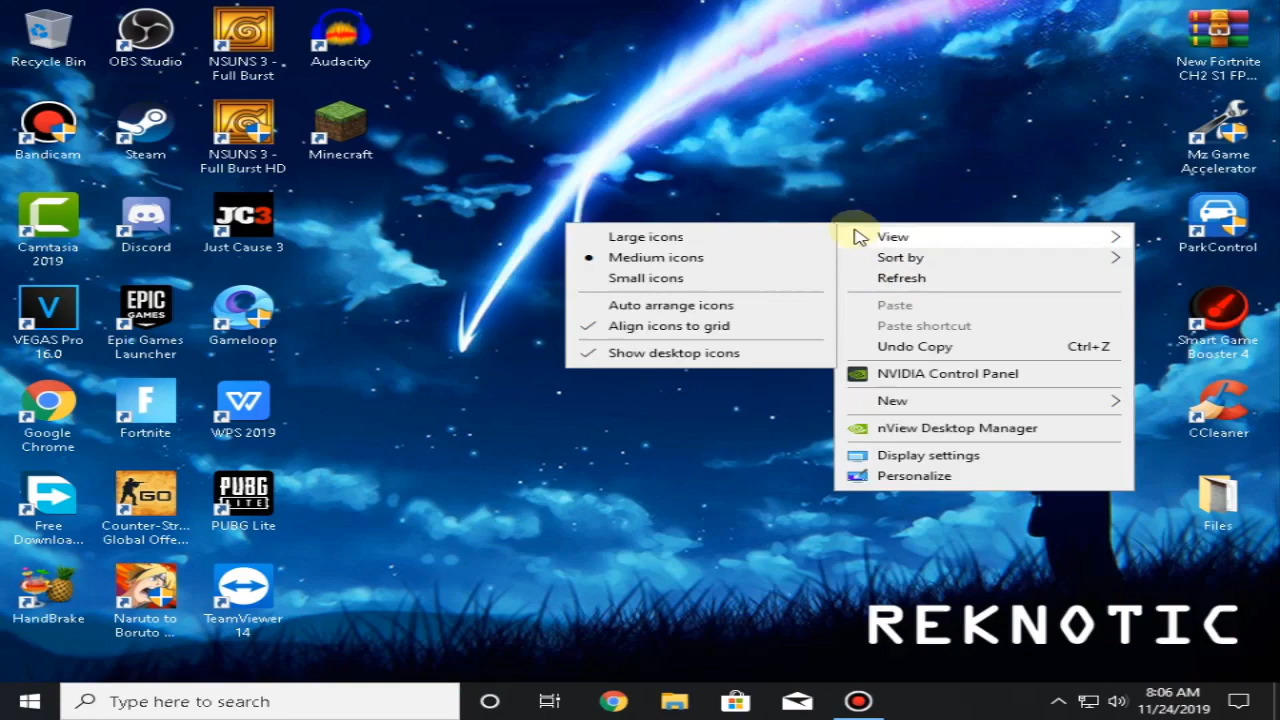 Recycle Bin
OBS Studio
NSUNS 3 -
Full Burst
Audacity
New Fortnite
CH2 S1 FP...
Bandicam
Steam
NSUNS 3 -
Full Burst HD
Minecraft
Mz Game
Accelerator
Camtasia
2019
Discord
JC3
Just Cause 3
ParkControl
V
VEGAS Pro
16.0
EPIC
GAMES
Epic Games
Launcher
Gameloop
Smart Game
Booster 4
Google
Chrome
F
Fortnite
W
WPS 2019
CCleaner
Free
Downloa...
GO
Counter-Str...
Global Offe...
PUBG
LITE
PUBG Lite
Files
HandBrake
Naruto to
Boruto ...
TeamViewer
14
Large icons
Medium icons
Small icons
Auto arrange icons
Align icons to grid
Show desktop icons
View
Sort by
Refresh
Paste
Paste shortcut
Undo Copy Ctrl+Z
NVIDIA Control Panel
New
nView Desktop Manager
Display settings
Personalize
REKNOTIC
Type here to search
8:06 AM
11/24/2019